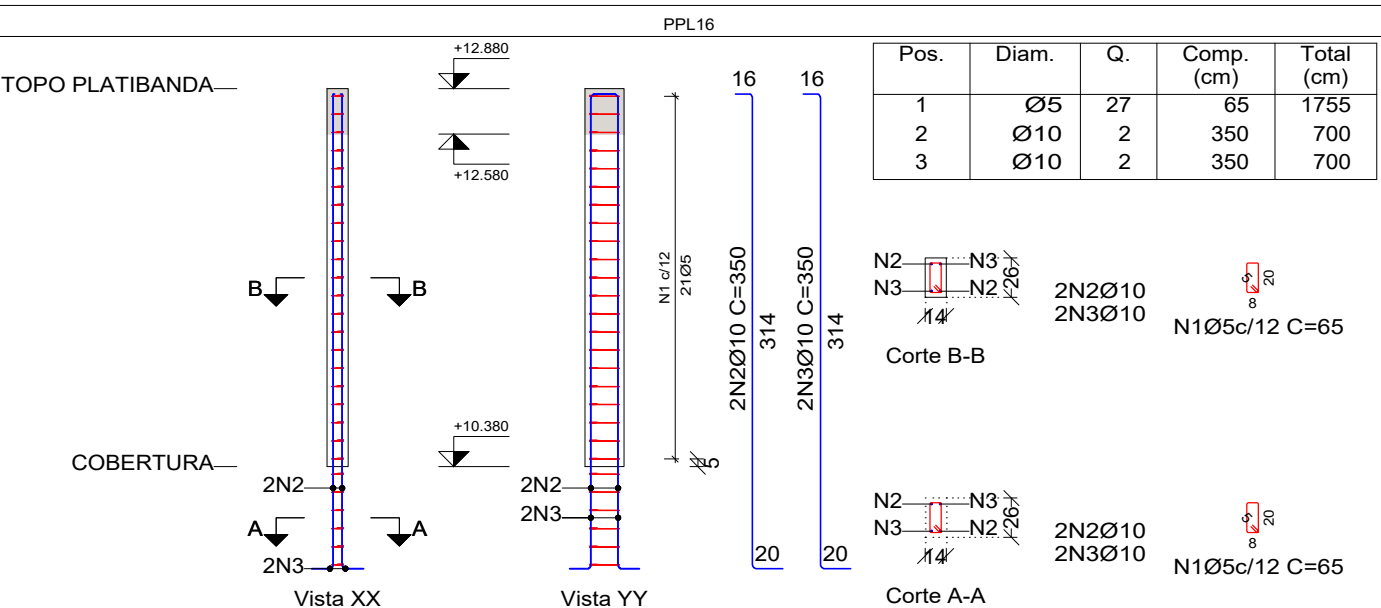 PPL16
TOPO PLATIBANDA
+12.880
+12.580
B
B
COBERTURA
+10.380
2N2
A
A
2N3
Vista XX
2N2
2N3
Vista YY
N1 c/12
21Ø5
5
16
2N2Ø10 C=350
314
20
16
2N3Ø10 C=350
314
20
Pos. Diam. Q. Comp. (cm) Total (cm)
1 Ø5 27 65 1755
2 Ø10 2 350 700
3 Ø10 2 350 700
N2 N3
N3 N2
26
14
2N2Ø10
2N3Ø10
Corte B-B
5
20
8
N1Ø5c/12 C=65
N2 N3
N3 N2
26
14
2N2Ø10
2N3Ø10
Corte A-A
5
20
8
N1Ø5c/12 C=65